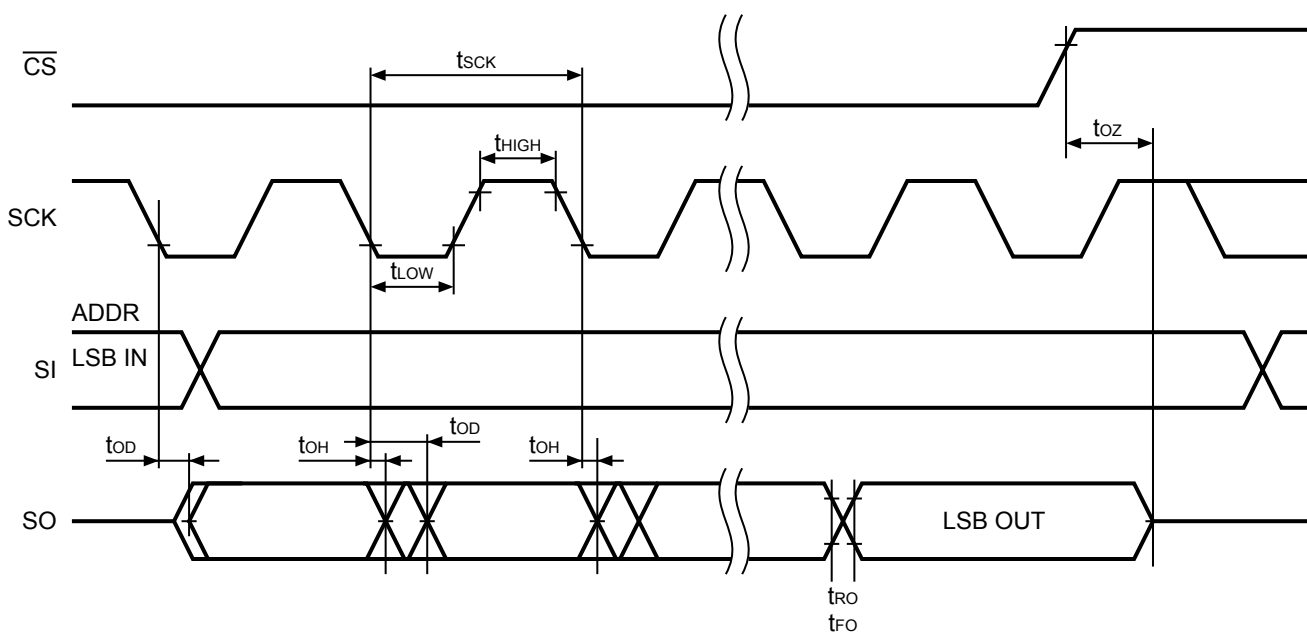 CS
tSCK
tOZ
tHIGH
SCK
tLOW
ADDR
LSB IN
SI
tOD
tOH
tOD
tOH
SO
LSB OUT
tRO
tFO